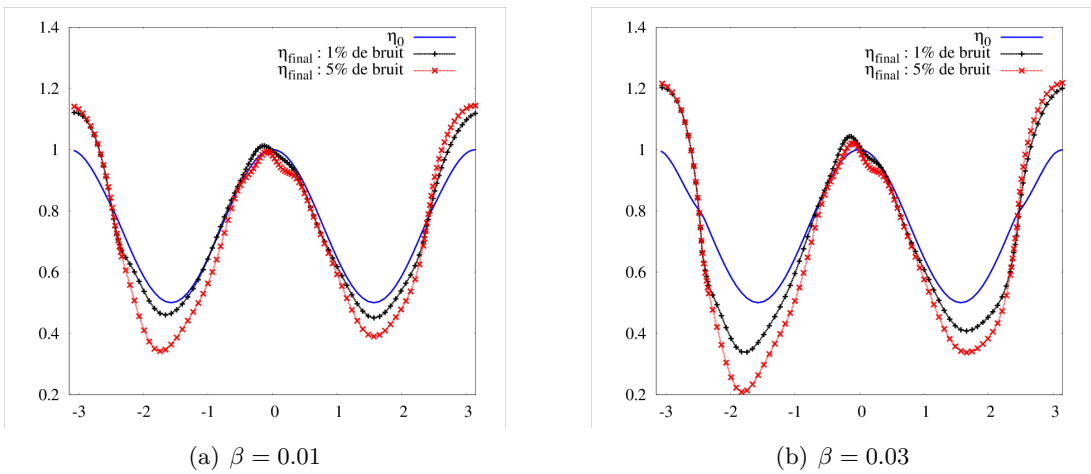 1.4
η0
ηfinal : 1% de bruit
ηfinal : 5% de bruit
1.2
1
0.8
0.6
0.4
0.2
-3 -2 -1 0 1 2 3
(a) β = 0.01
1.4
η0
ηfinal : 1% de bruit
ηfinal : 5% de bruit
1.2
1
0.8
0.6
0.4
0.2
-3 -2 -1 0 1 2 3
(b) β = 0.03